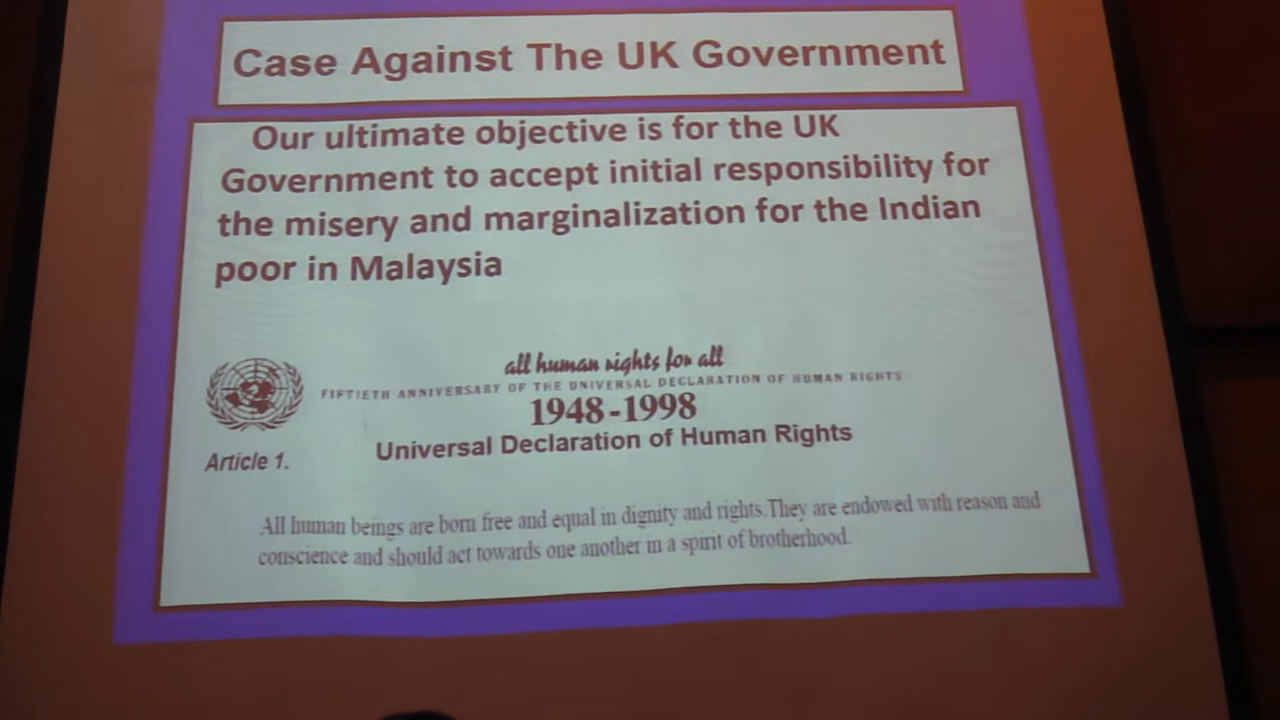 Case Against The UK Government
Our ultimate objective is for the UK
Government to accept initial responsibility for
the misery and marginalization for the Indian
poor in Malaysia
all human rights for all
FIFTIETH ANNIVERSARY OF THE UNIVERSAL DECLARATION OF HUMAN RIGHTS
1948-1998
Universal Declaration of Human Rights
Article 1.
All human beings are born free and equal in dignity and rights.They are endowed with reason and
conscience and should act towards one another in a spirit of brotherhood.